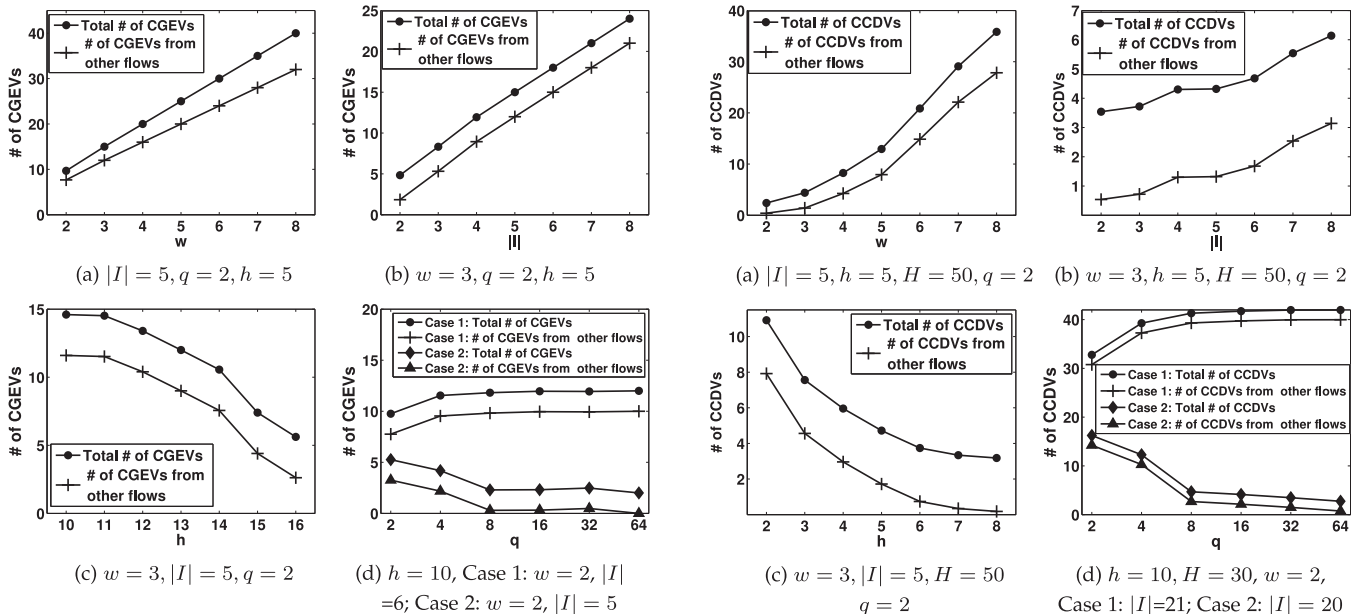 # of CGEVs
40
30
20
10
0
Total # of CGEVs
# of CGEVs from
other flows
2 3 4 5 6 7 8
w
(a) |I| = 5, q = 2, h = 5
# of CGEVs
25
20
15
10
5
0
Total # of CGEVs
# of CGEVs from
other flows
2 3 4 5 6 7 8
|I|
(b) w = 3, q = 2, h = 5
# of CCDVs
40
30
20
10
0
Total # of CCDVs
# of CCDVs from
other flows
2 3 4 5 6 7 8
w
(a) |I| = 5, h = 5, H = 50, q = 2
# of CCDVs
7
6
5
4
3
2
1
Total # of CCDVs
# of CCDVs from
other flows
2 3 4 5 6 7 8
|I|
(b) w = 3, h = 5, H = 50, q = 2
# of CGEVs
15
10
5
0
Total # of CGEVs
# of CGEVs from
other flows
10 11 12 13 14 15 16
h
(c) w = 3, |I| = 5, q = 2
# of CGEVs
20
15
10
5
0
Case 1: Total # of CGEVs
Case 1: # of CGEVs from other flows
Case 2: Total # of CGEVs
Case 2: # of CGEVs from other flows
2 4 8 16 32 64
q
(d) h = 10, Case 1: w = 2, |I|
=6; Case 2: w = 2, |I| = 5
# of CCDVs
10
8
6
4
2
Total # of CCDVs
# of CCDVs from
other flows
2 3 4 5 6 7 8
h
(c) w = 3, |I| = 5, H = 50
q = 2
# of CCDVs
40
30
20
10
0
Case 1: Total # of CCDVs
Case 1: # of CCDVs from other flows
Case 2: Total # of CCDVs
Case 2: # of CCDVs from other flows
2 4 8 16 32 64
q
(d) h = 10, H = 30, w = 2,
Case 1: |I|=21; Case 2: |I| = 20